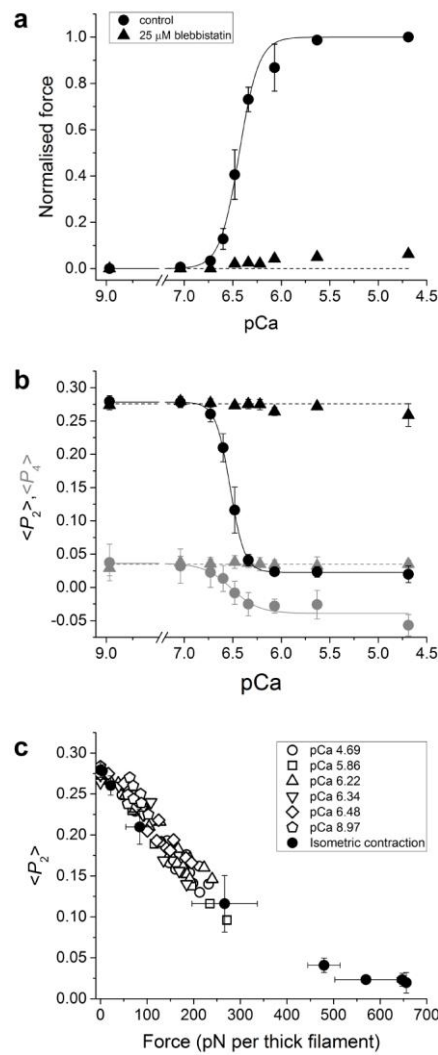 a
control
25 μM blebbistatin
Normalised force
1.0
0.8
0.6
0.4
0.2
0.0
9.0 7.0 6.5 6.0 5.5 5.0 4.5
pCa
b
<P2>, <P4>
0.30
0.25
0.20
0.15
0.10
0.05
0.00
-0.05
9.0 7.0 6.5 6.0 5.5 5.0 4.5
pCa
c
pCa 4.69
pCa 5.86
pCa 6.22
pCa 6.34
pCa 6.48
pCa 8.97
Isometric contraction
<P2>
0.30
0.25
0.20
0.15
0.10
0.05
0.00
0 100 200 300 400 500 600 700
Force (pN per thick filament)